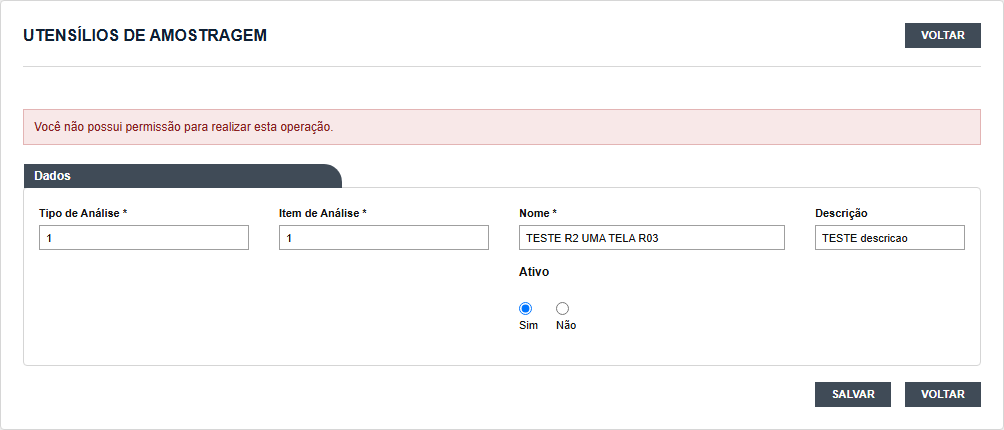 UTENSÍLIOS DE AMOSTRAGEM
VOLTAR
Você não possui permissão para realizar esta operação.
Dados
Tipo de Análise * Item de Análise * Nome * Descrição
1 1 TESTE R2 UMA TELA R03 TESTE descricao
Ativo
Sim Não
SALVAR VOLTAR